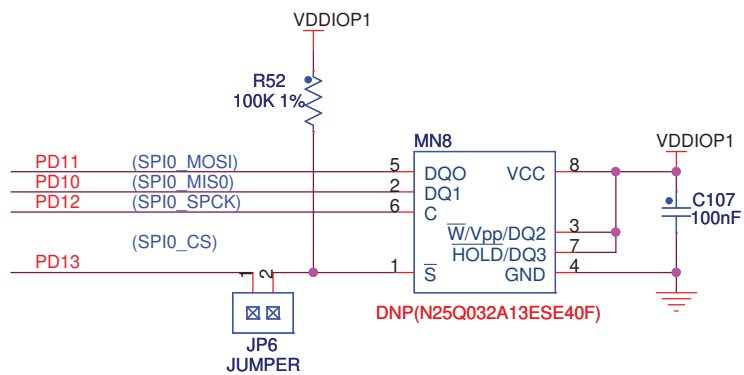 VDDIOP1
R52
100K 1%
MN8
VDDIOP1
PD11 (SPI0_MOSI) 5 DQO VCC 8
PD10 (SPI0_MIS0) 2 DQ1
PD12 (SPI0_SPCK) 6 C
C107
100nF
W/Vpp/DQ2 3
(SPI0_CS)
HOLD/DQ3 7
PD13 1 2 1 S GND 4
DNP(N25Q032A13ESE40F)
JP6
JUMPER